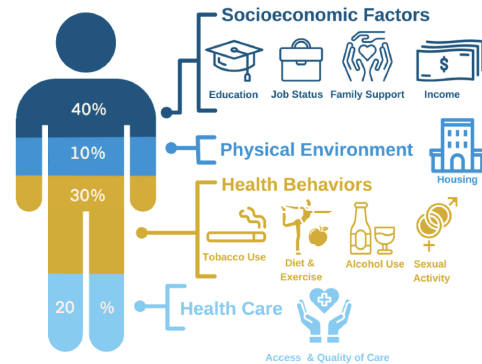 Socioeconomic Factors
$
Education Job Status Family Support Income
40%
10%
Physical Environment
Housing
30%
Health Behaviors
Tobacco Use Diet & Exercise Alcohol Use Sexual Activity
20 %
Health Care
Access & Quality of Care